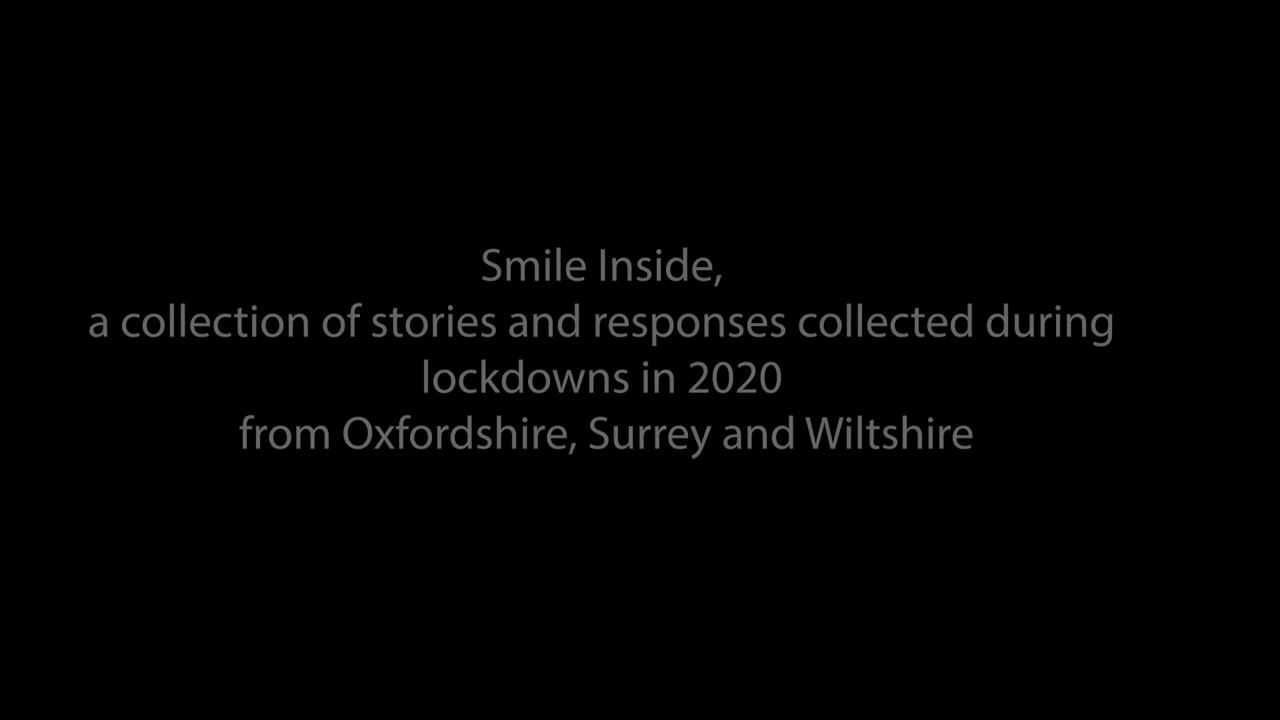 Smile Inside,
a collection of stories and responses collected during
lockdowns in 2020
from Oxfordshire, Surrey and Wiltshire